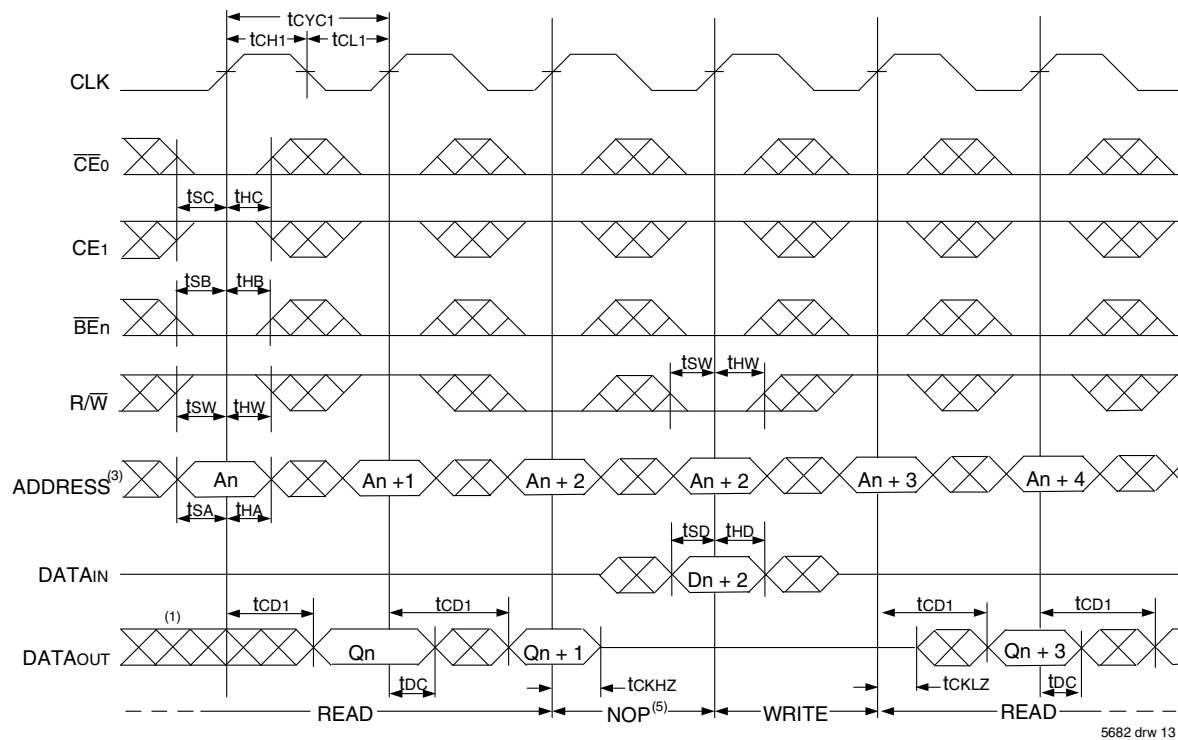 tCYC1
tCH1 tCL1
CLK
CE0
tSC tHC
CE1
tSB tHB
BEn
tSW tHW
R/W
tSW tHW
ADDRESS(3) An An +1 An + 2 An + 2 An + 3 An + 4
tSA tHA
tSD tHD
DATAIN Dn + 2
(1) tCD1 tCD1 tCD1 tCD1
DATAOUT Qn Qn + 1 Qn + 3
tDC tCKHZ tCKLZ tDC
READ NOP(5) WRITE READ
5682 drw 13